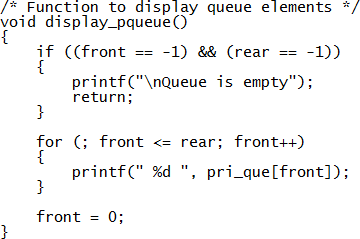 /* Function to display queue elements */
void display_pqueue()
{
    if ((front == -1) && (rear == -1))
    {
        printf("\nQueue is empty");
        return;
    }

    for (; front <= rear; front++)
    {
        printf(" %d ", pri_que[front]);
    }

    front = 0;
}